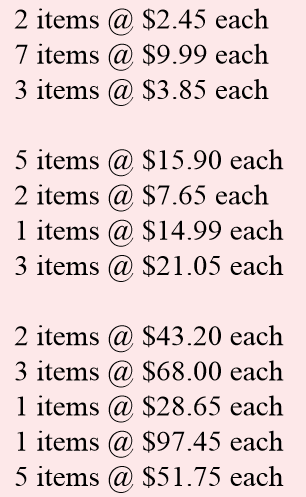 2 items @ $2.45 each
7 items @ $9.99 each
3 items @ $3.85 each
5 items @ $15.90 each
2 items @ $7.65 each
1 items @ $14.99 each
3 items @ $21.05 each
2 items @ $43.20 each
3 items @ $68.00 each
1 items @ $28.65 each
1 items @ $97.45 each
5 items @ $51.75 each